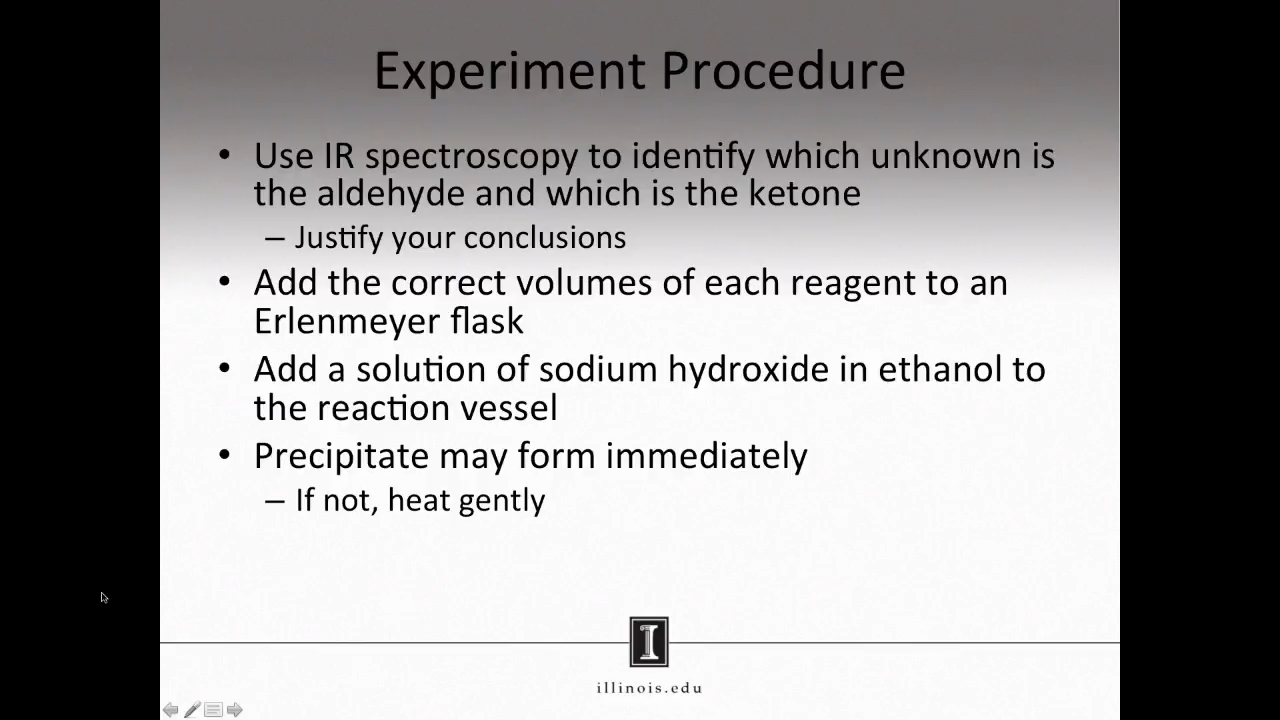 Experiment Procedure
• Use IR spectroscopy to identify which unknown is
the aldehyde and which is the ketone
– Justify your conclusions
• Add the correct volumes of each reagent to an
Erlenmeyer flask
• Add a solution of sodium hydroxide in ethanol to
the reaction vessel
• Precipitate may form immediately
– If not, heat gently
I
illinois.edu